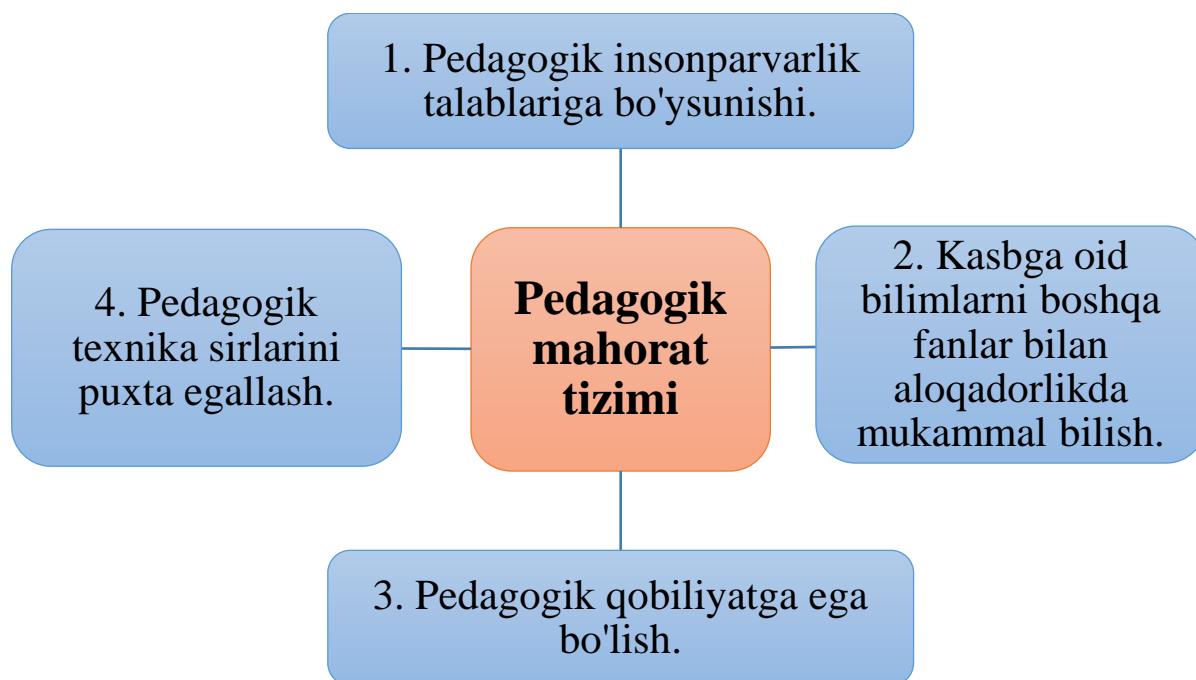 1. Pedagogik insonparvarlik
talablariga bo'ysunishi.
4. Pedagogik
texnika sirlarini
puxta egallash.
Pedagogik
mahorat
tizimi
2. Kasbga oid
bilimlarni boshqa
fanlar bilan
aloqadorlikda
mukammal bilish.
3. Pedagogik qobiliyatga ega
bo'lish.